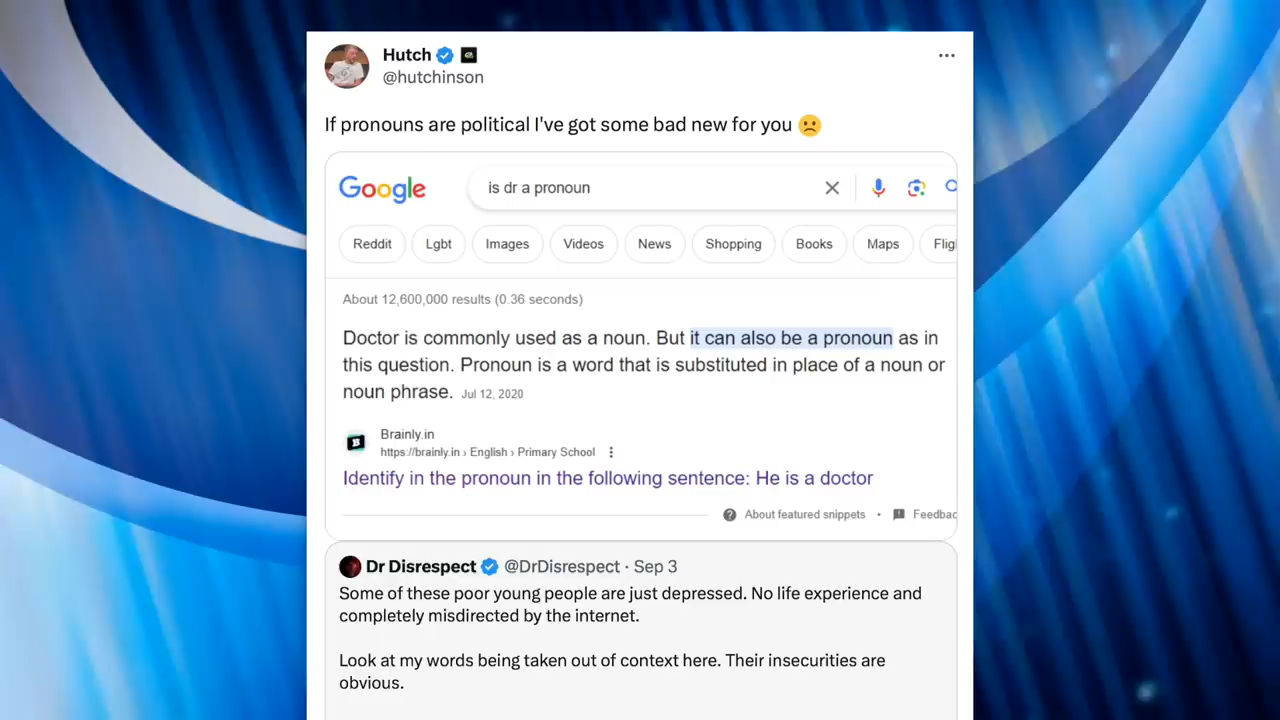 Hutch
@hutchinson
If pronouns are political I've got some bad new for you
Google
is dr a pronoun
Reddit Lgbt Images Videos News Shopping Books Maps Flig
About 12,600,000 results (0.36 seconds)
Doctor is commonly used as a noun. But it can also be a pronoun as in
this question. Pronoun is a word that is substituted in place of a noun or
noun phrase. Jul 12, 2020
Brainly.in
https://brainly.in › English › Primary School
Identify in the pronoun in the following sentence: He is a doctor
About featured snippets • Feedbac
Dr Disrespect @DrDisrespect · Sep 3
Some of these poor young people are just depressed. No life experience and
completely misdirected by the internet.
Look at my words being taken out of context here. Their insecurities are
obvious.